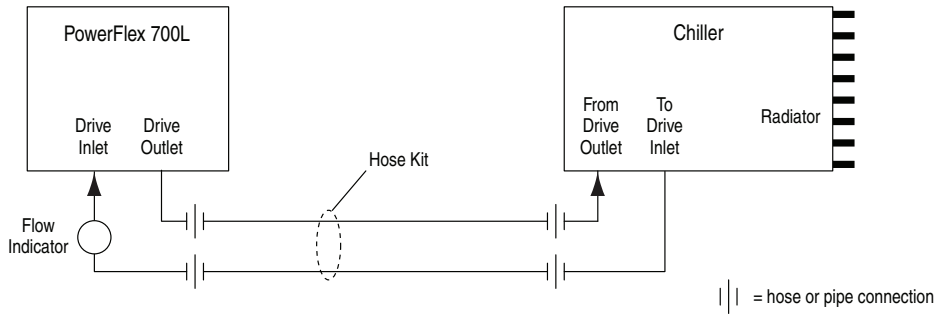 PowerFlex 700L
Drive
Inlet
Drive
Outlet
Flow
Indicator
Hose Kit
Chiller
From
Drive
Outlet
To
Drive
Inlet
Radiator
= hose or pipe connection